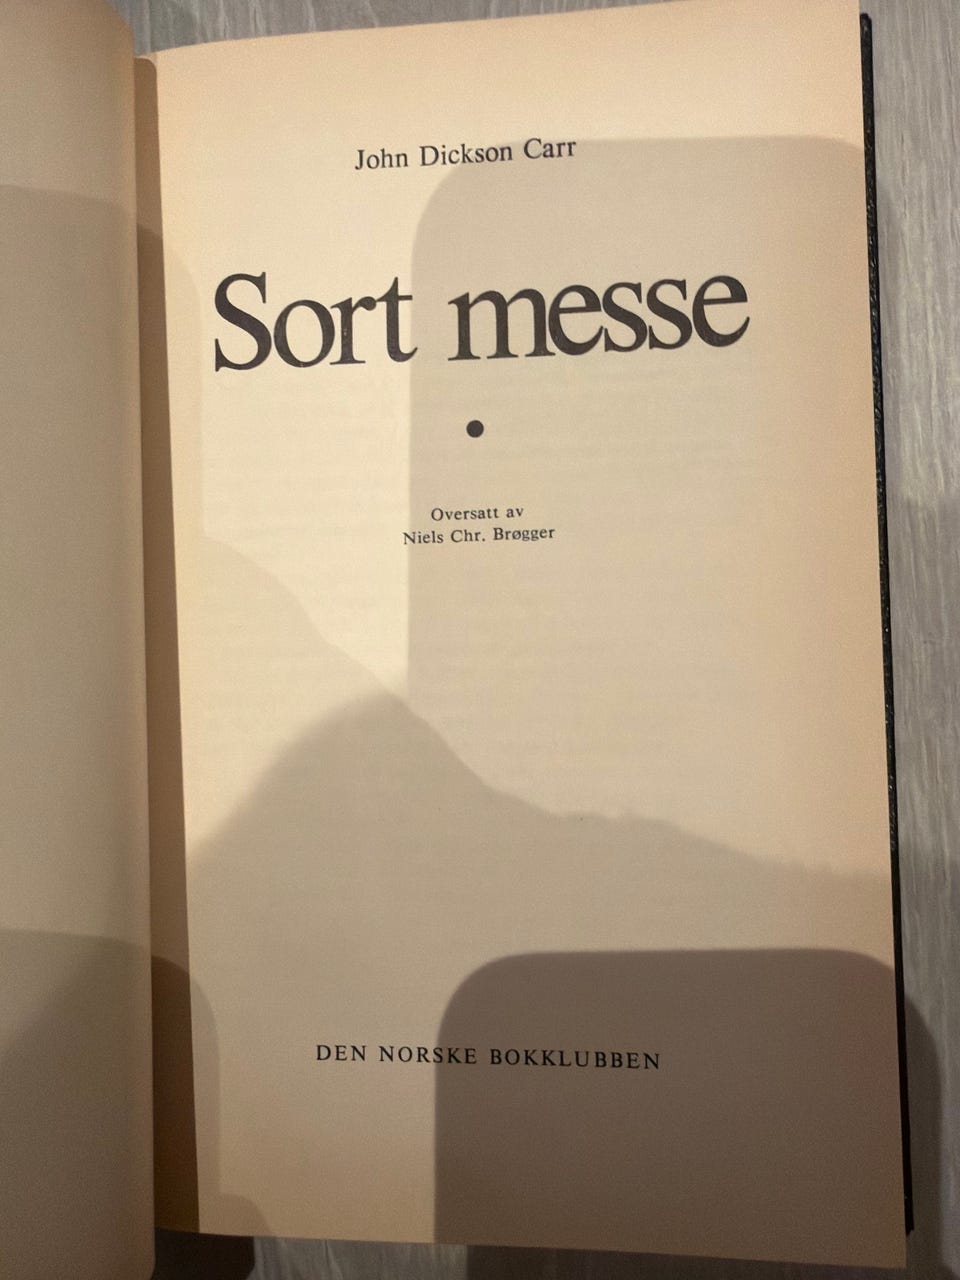 John Dickson Carr
Sort messe
•
Oversatt av
Niels Chr. Brøgger
DEN NORSKE BOKKLUBBEN